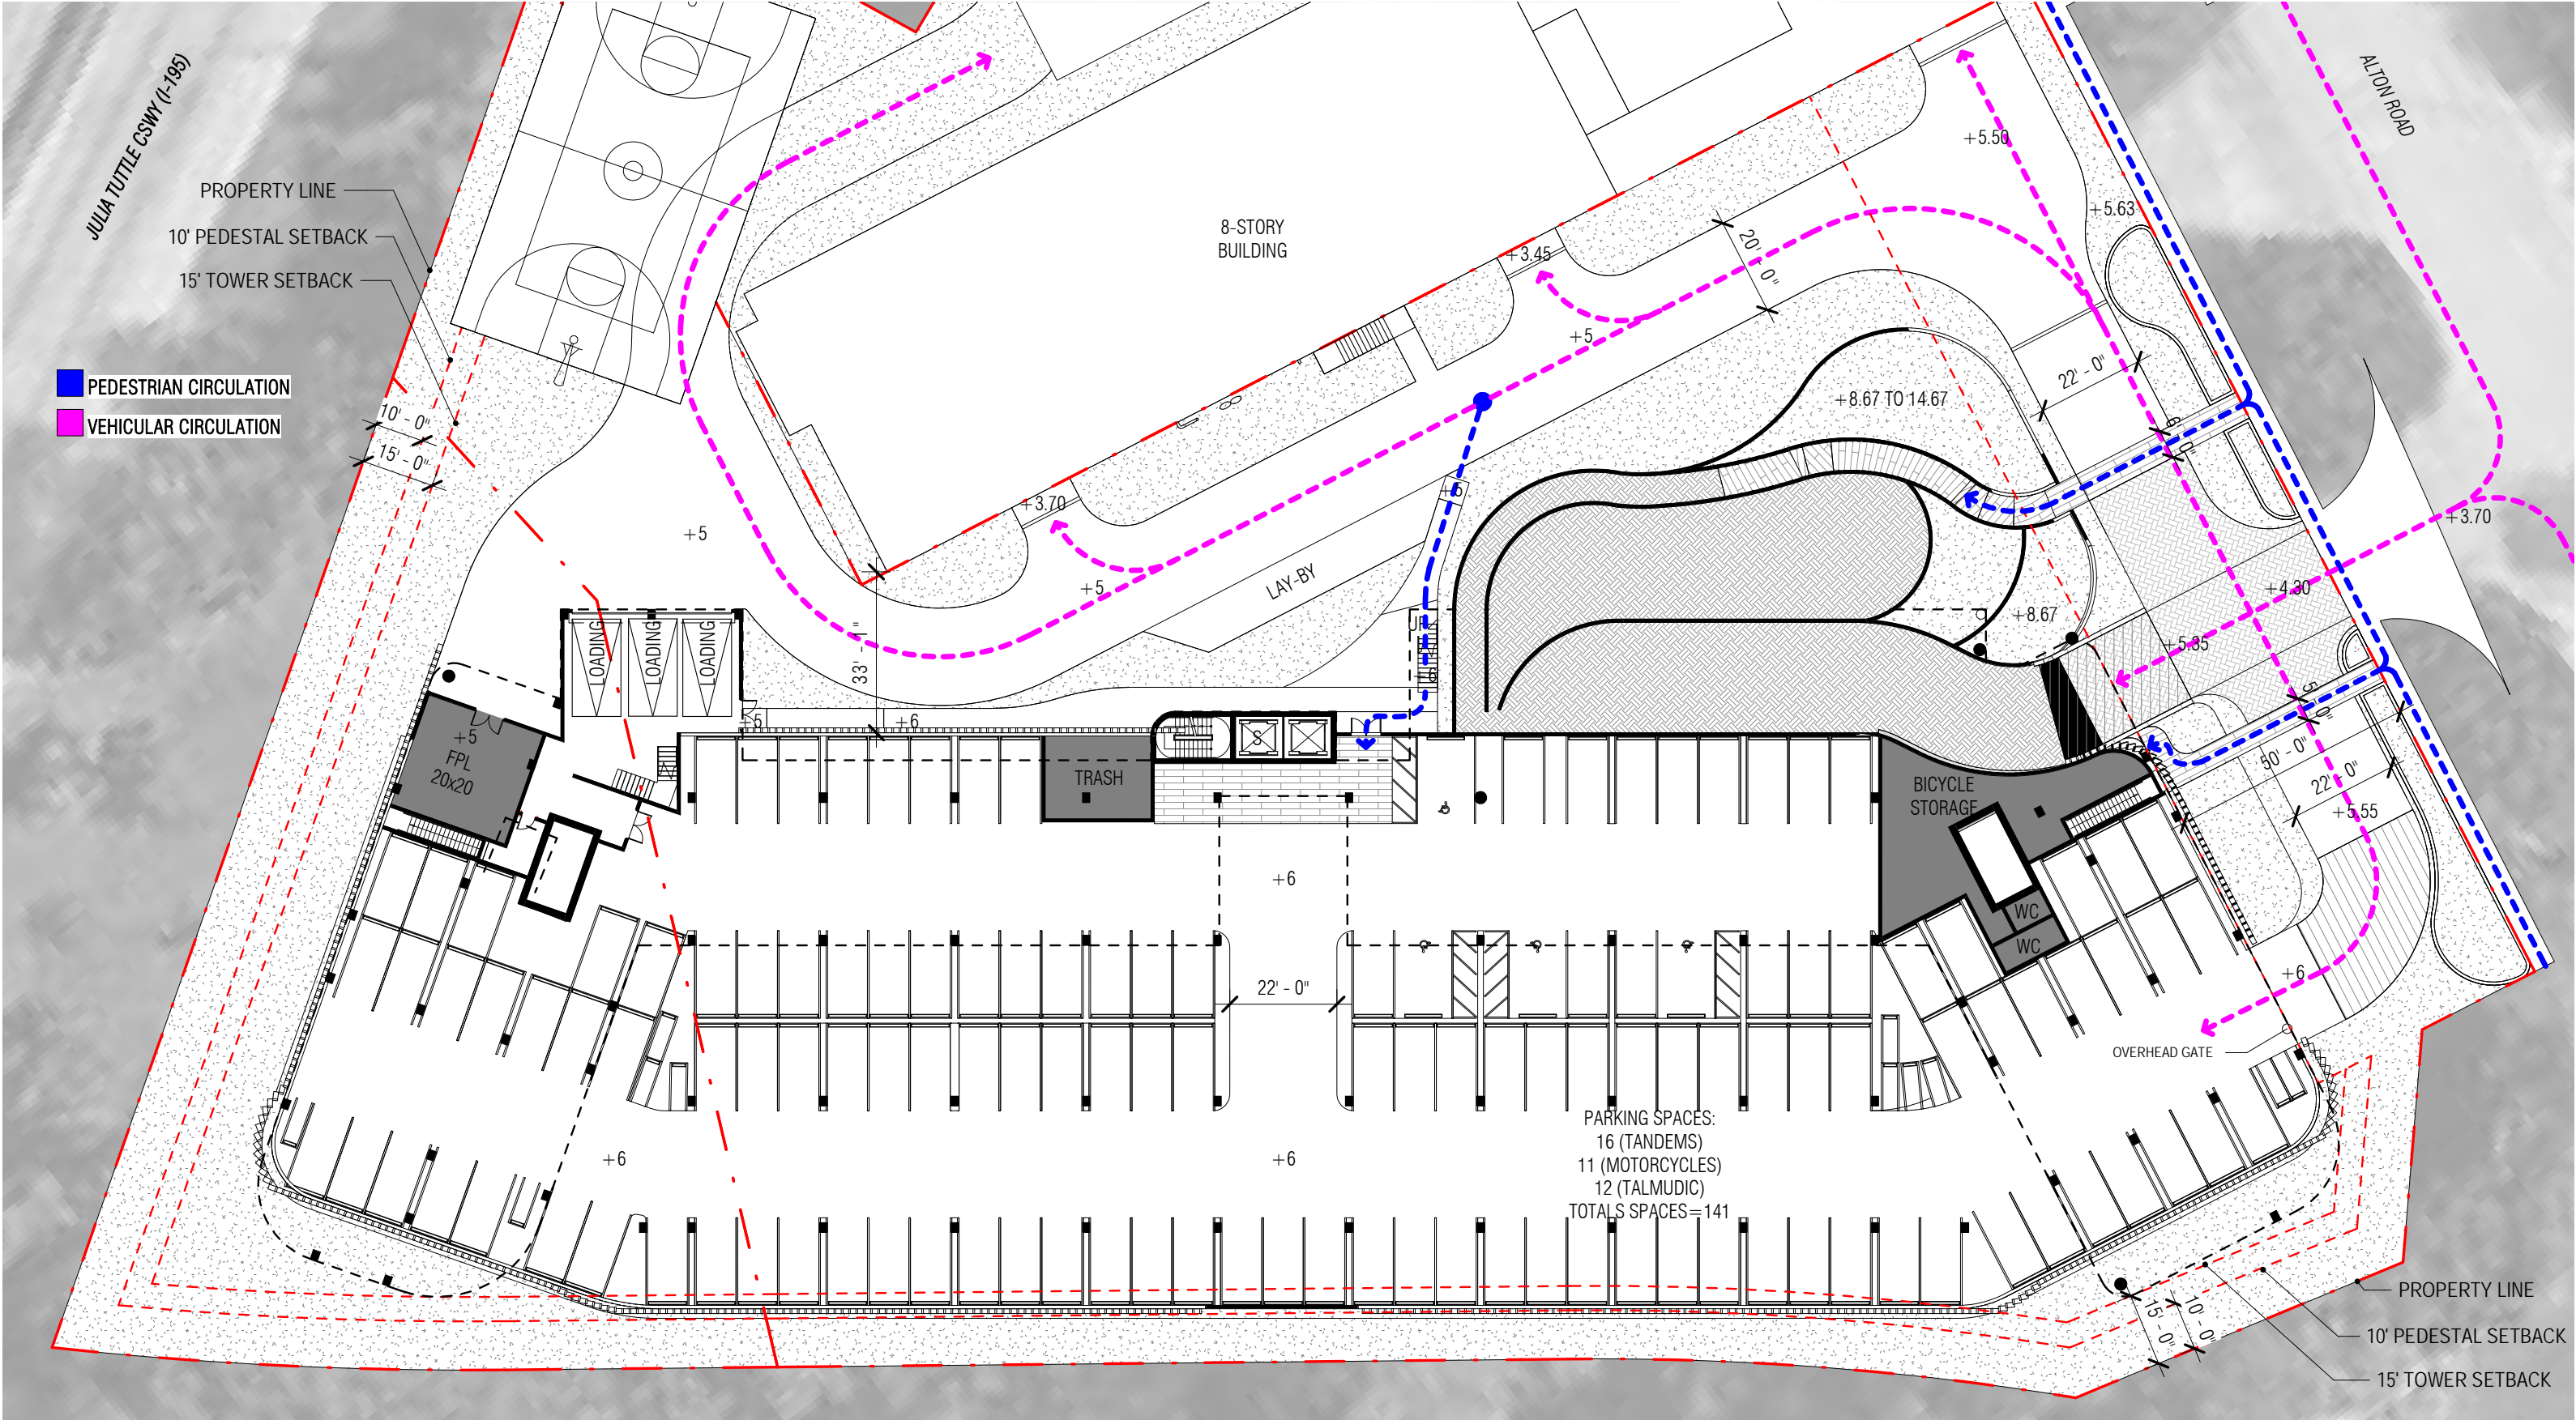 JULIA TUTTLE CSWY (I-195)
ALTON ROAD
PROPERTY LINE
10' PEDESTAL SETBACK
15' TOWER SETBACK
PEDESTRIAN CIRCULATION
VEHICULAR CIRCULATION
10' - 0"
15' - 0"
8-STORY
BUILDING
+5.50
+5.63
20' - 0"
+3.45
+5
22' - 0"
+8.67 TO 14.67
+3.70
+5
+5
+5
+3.70
LAY-BY
+4.30
+8.67
+5.35
UP
+6
33' - 1"
LOADING
LOADING
LOADING
+5
+6
5' - 0"
50' - 0"
22' - 0"
+5.55
+5
FPL
20x20
TRASH
S
BICYCLE
STORAGE
WC
WC
+6
22' - 0"
+6
OVERHEAD GATE
PARKING SPACES:
16 (TANDEMS)
11 (MOTORCYCLES)
12 (TALMUDIC)
TOTALS SPACES=141
+6
+6
15' - 0"
10' - 0"
PROPERTY LINE
10' PEDESTAL SETBACK
15' TOWER SETBACK